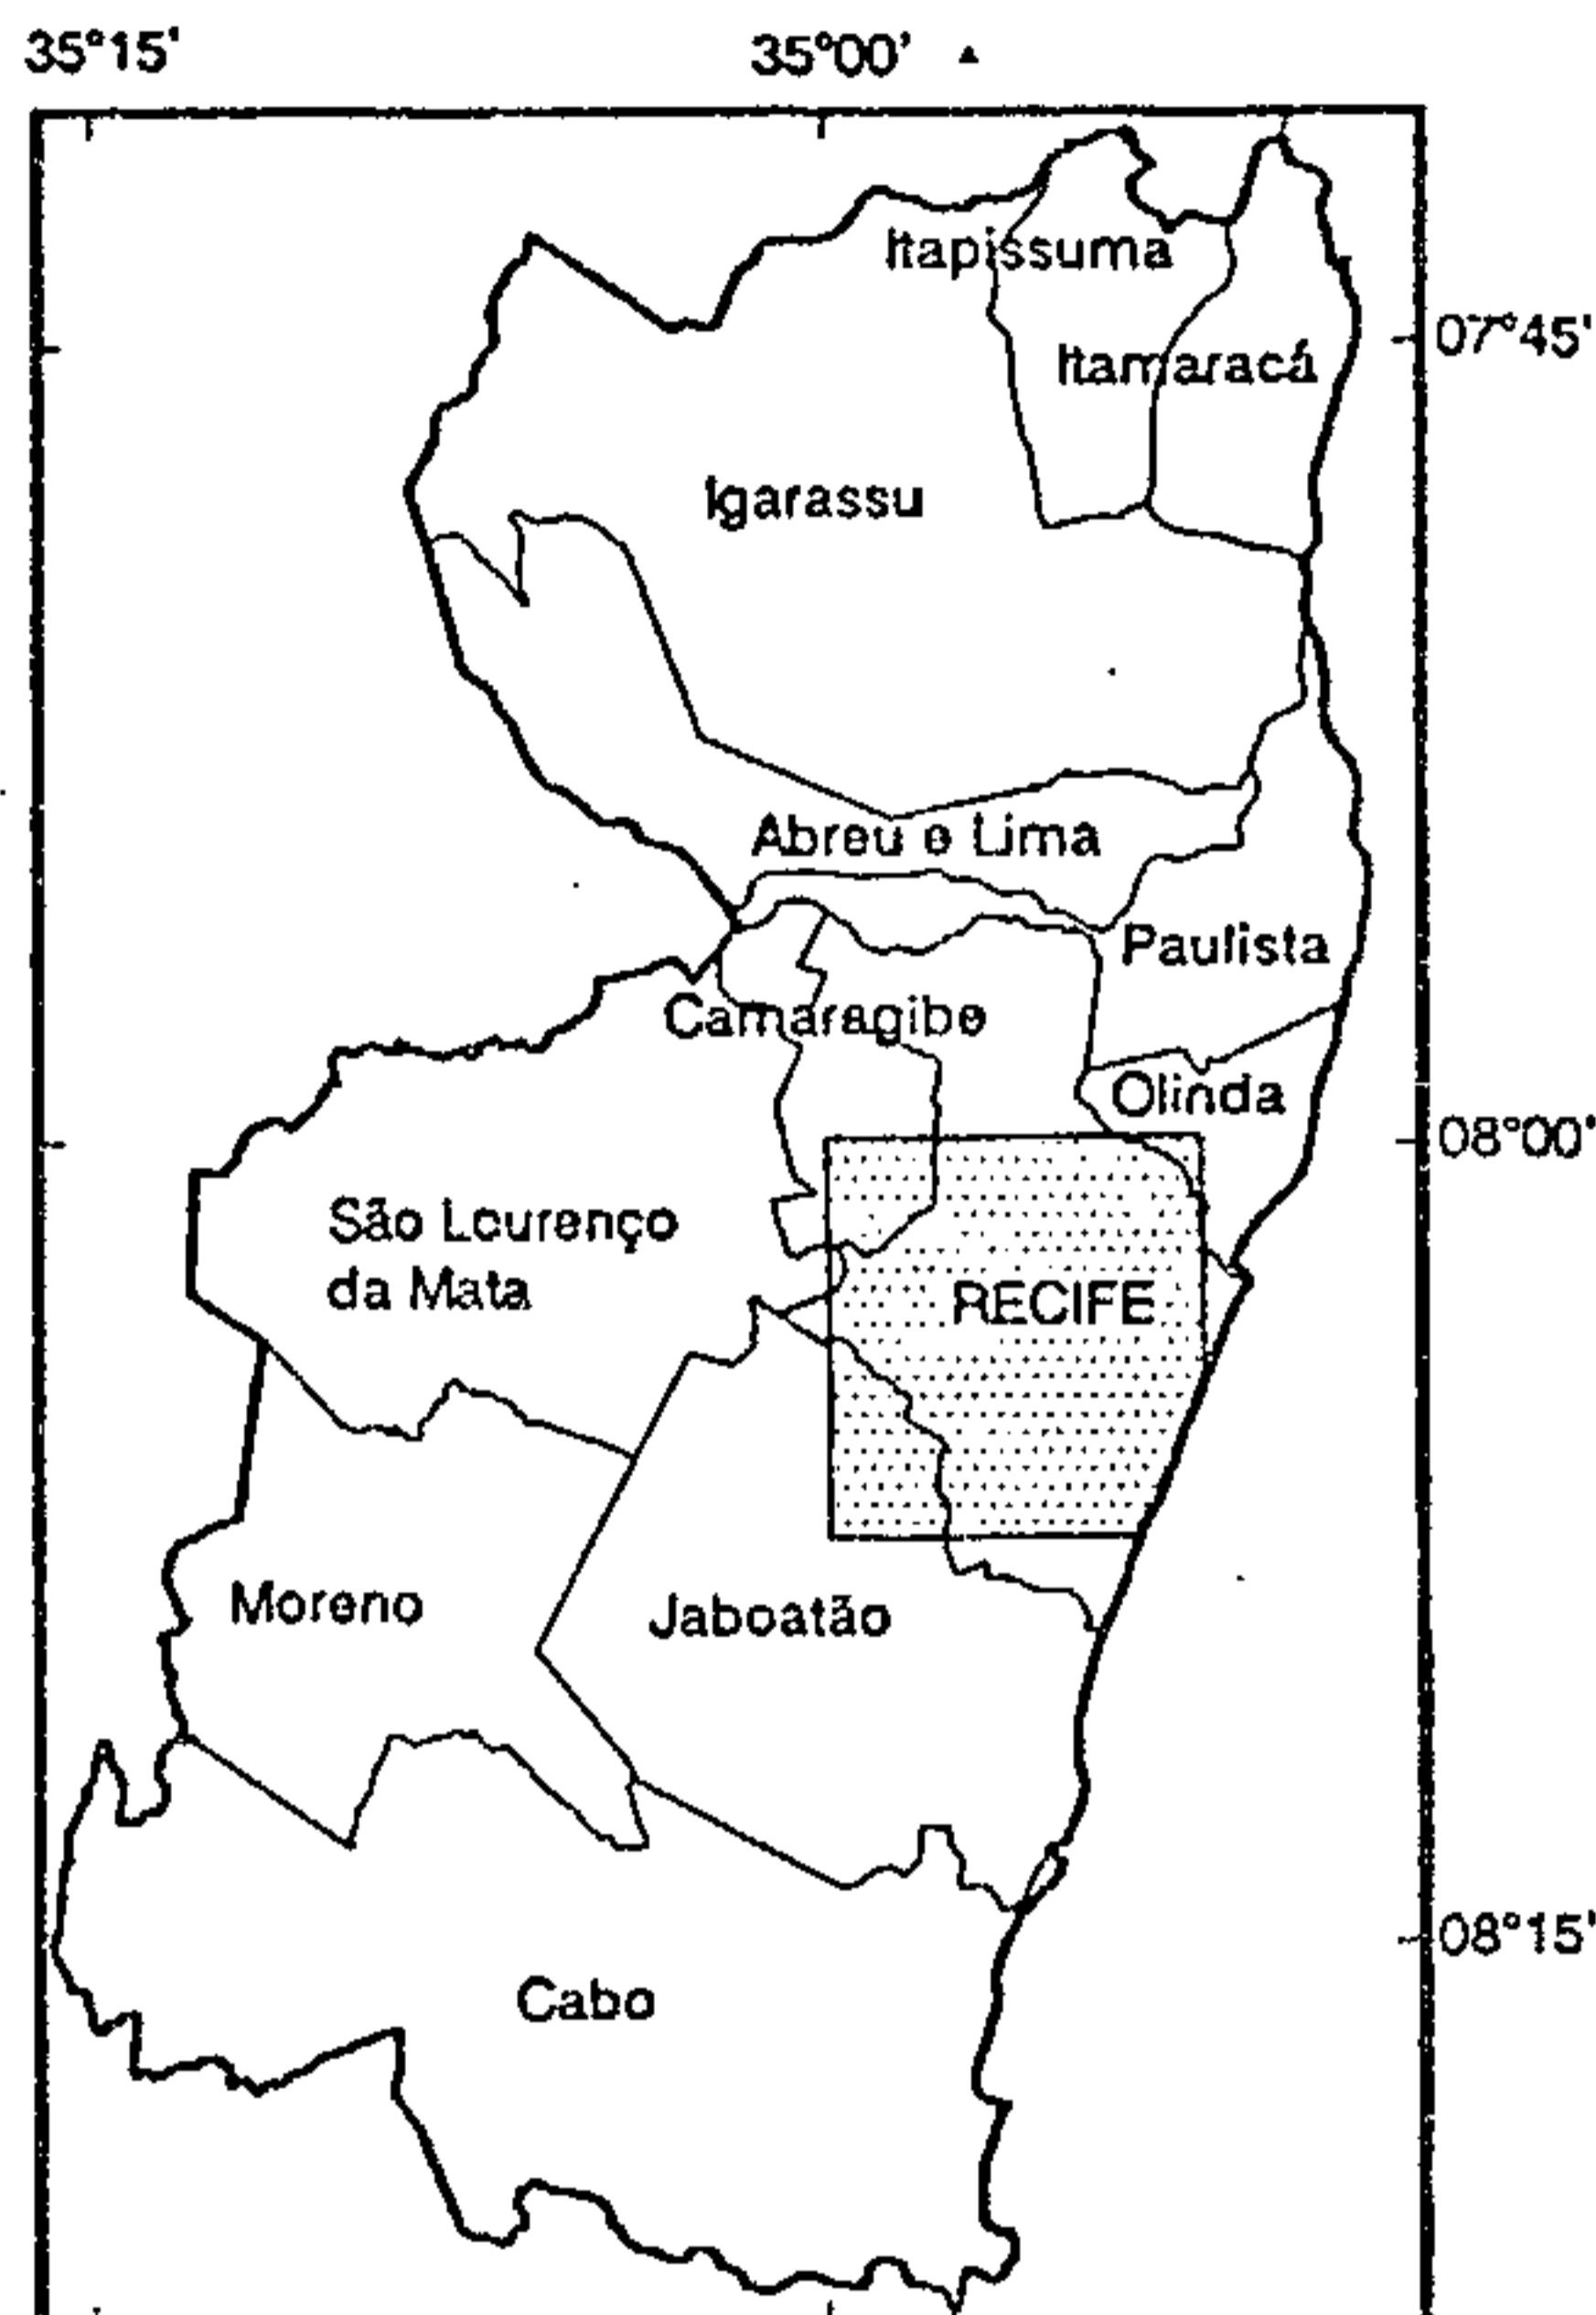 35°15' 35°00'
Itapissuma
07°45'
Itamaracá
Igarassu
Abreu e Lima
Paulista
Camaragibe
Olinda
08°00'
São Lourenço
da Mata
RECIFE
Moreno
Jaboatão
08°15'
Cabo